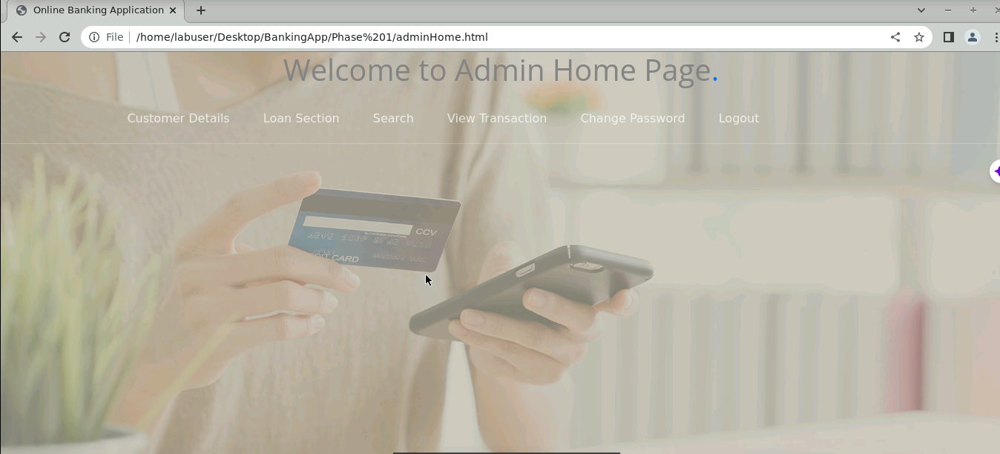 Online Banking Application
File
/home/labuser/Desktop/BankingApp/Phase%201/adminHome.html
Welcome to Admin Home Page.
Customer Details Loan Section Search View Transaction Change Password Logout
CCV
CARD